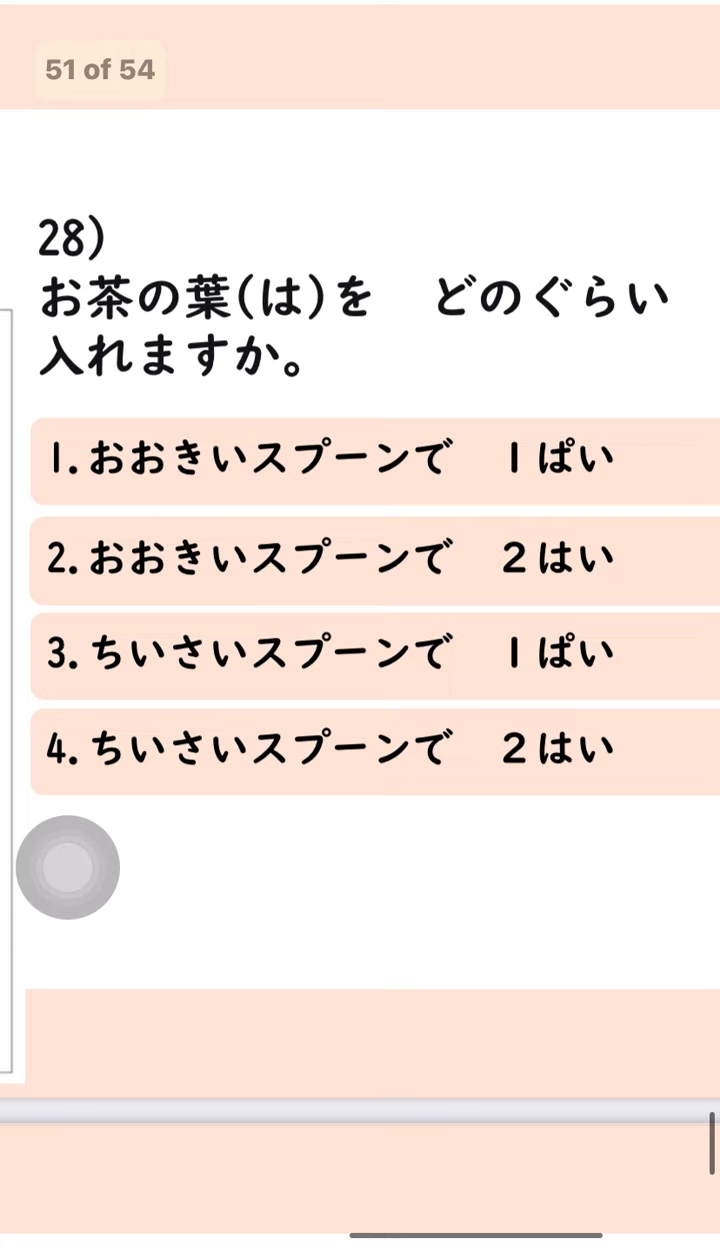 51 of 54
28)
お茶の葉(は)を　どのぐらい
入れますか。
1.おおきいスプーンで　1ぱい
2.おおきいスプーンで　2はい
3.ちいさいスプーンで　1ぱい
4.ちいさいスプーンで　2はい